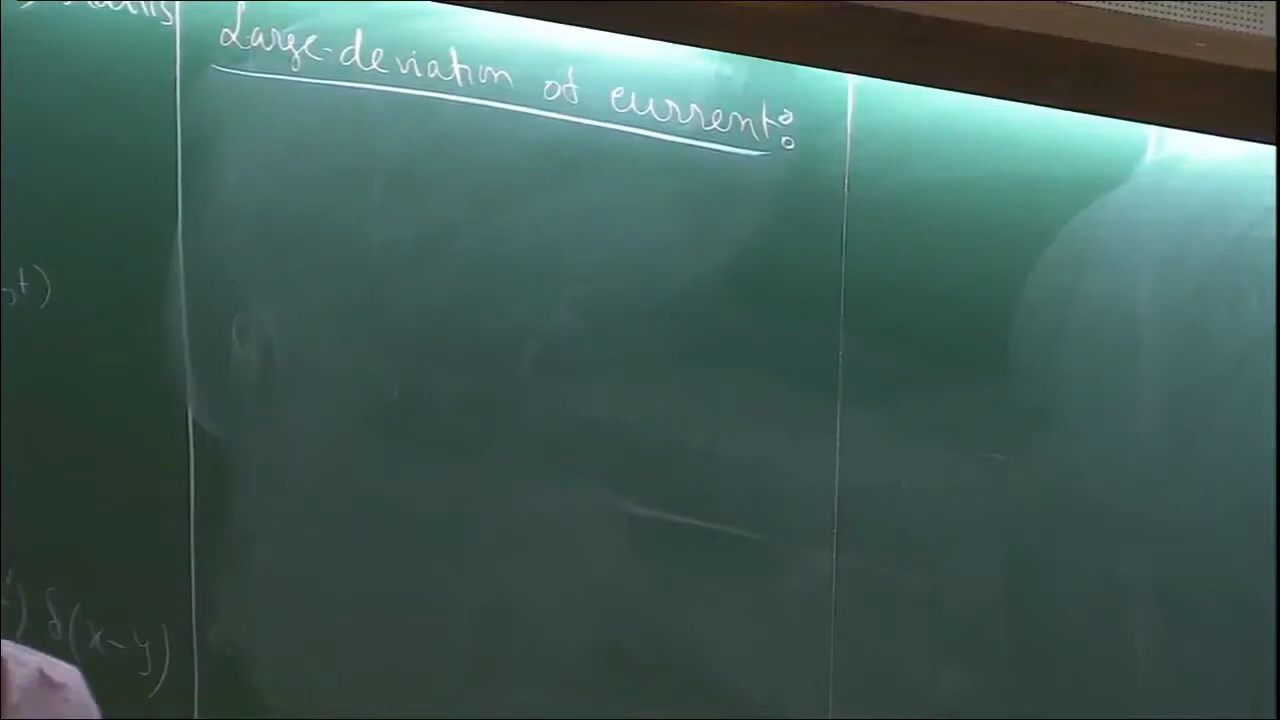 Large-deviation of current:
t)
) δ(x-y)